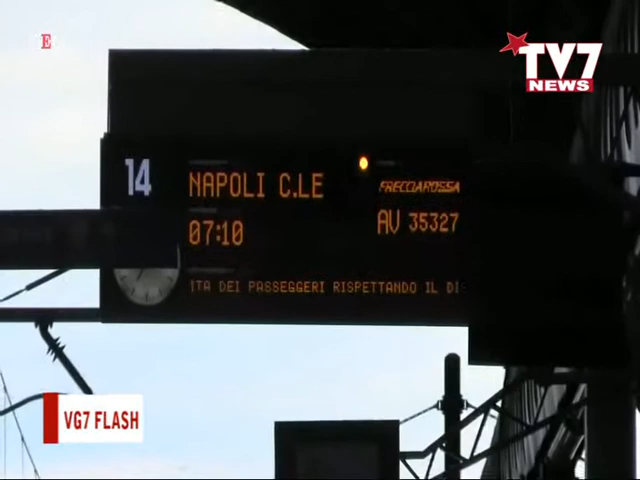 E
TV7
NEWS
14
NAPOLI C.LE
FRECCIAROSSA
07:10
AV 35327
ITA DEI PASSEGGERI RISPETTANDO IL DI
VG7 FLASH